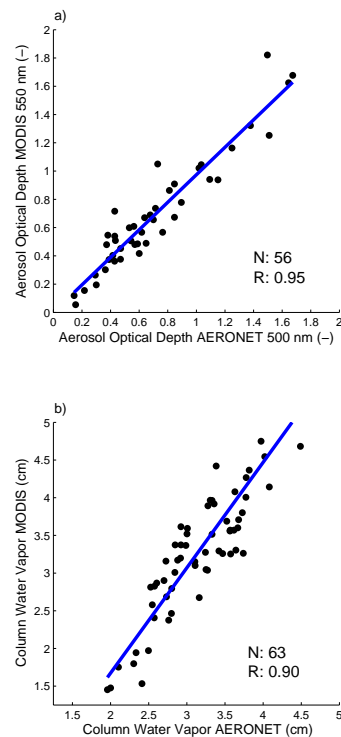 a)
2
1.8
1.6
1.4
1.2
1
0.8
0.6
0.4
0.2
0
Aerosol Optical Depth MODIS 550 nm (−)
N: 56
R: 0.95
0.2 0.4 0.6 0.8 1 1.2 1.4 1.6 1.8 2
Aerosol Optical Depth AERONET 500 nm (−)
b)
5
4.5
4
3.5
3
2.5
2
1.5
Column Water Vapor MODIS (cm)
N: 63
R: 0.90
1.5 2 2.5 3 3.5 4 4.5 5
Column Water Vapor AERONET (cm)